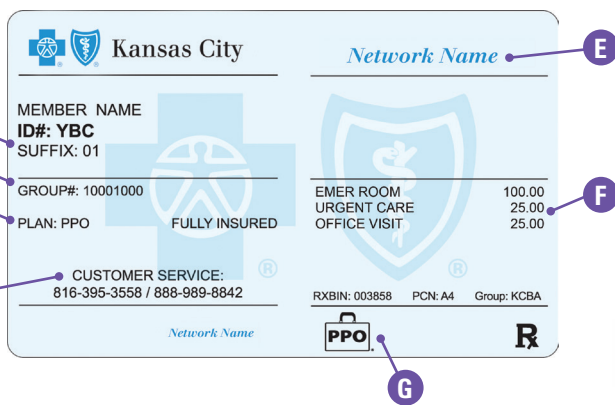 Kansas City
MEMBER NAME
ID#: YBC
SUFFIX: 01
GROUP#: 10001000
PLAN: PPO FULLY INSURED
CUSTOMER SERVICE:
816-395-3558 / 888-989-8842
Network Name
Network Name
E
EMER ROOM 100.00
URGENT CARE 25.00
OFFICE VISIT 25.00
F
RXBIN: 003858 PCN: A4 Group: KCBA
PPO
Rx
G